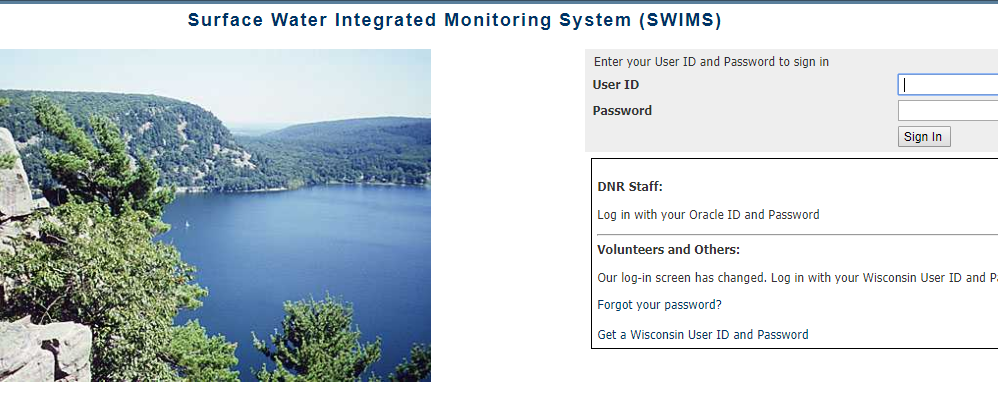 Surface Water Integrated Monitoring System (SWIMS)
Enter your User ID and Password to sign in
User ID
Password
Sign In
DNR Staff:
Log in with your Oracle ID and Password
Volunteers and Others:
Our log-in screen has changed. Log in with your Wisconsin User ID and
Forgot your password?
Get a Wisconsin User ID and Password